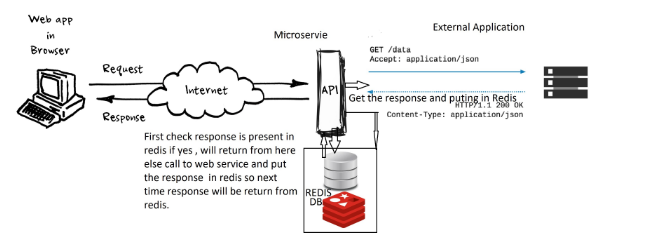 Web app
in
Browser
Request
Internet
Response
Microservie
API
External Application
GET /data
Accept: application/json
Get the response and puting in Redis
HTTP/1.1 200 OK
Content-Type: application/json
First check response is present in
redis if yes , will return from here
else call to web service and put
the response in redis so next
time response will be return from
redis.
REDIS
DB